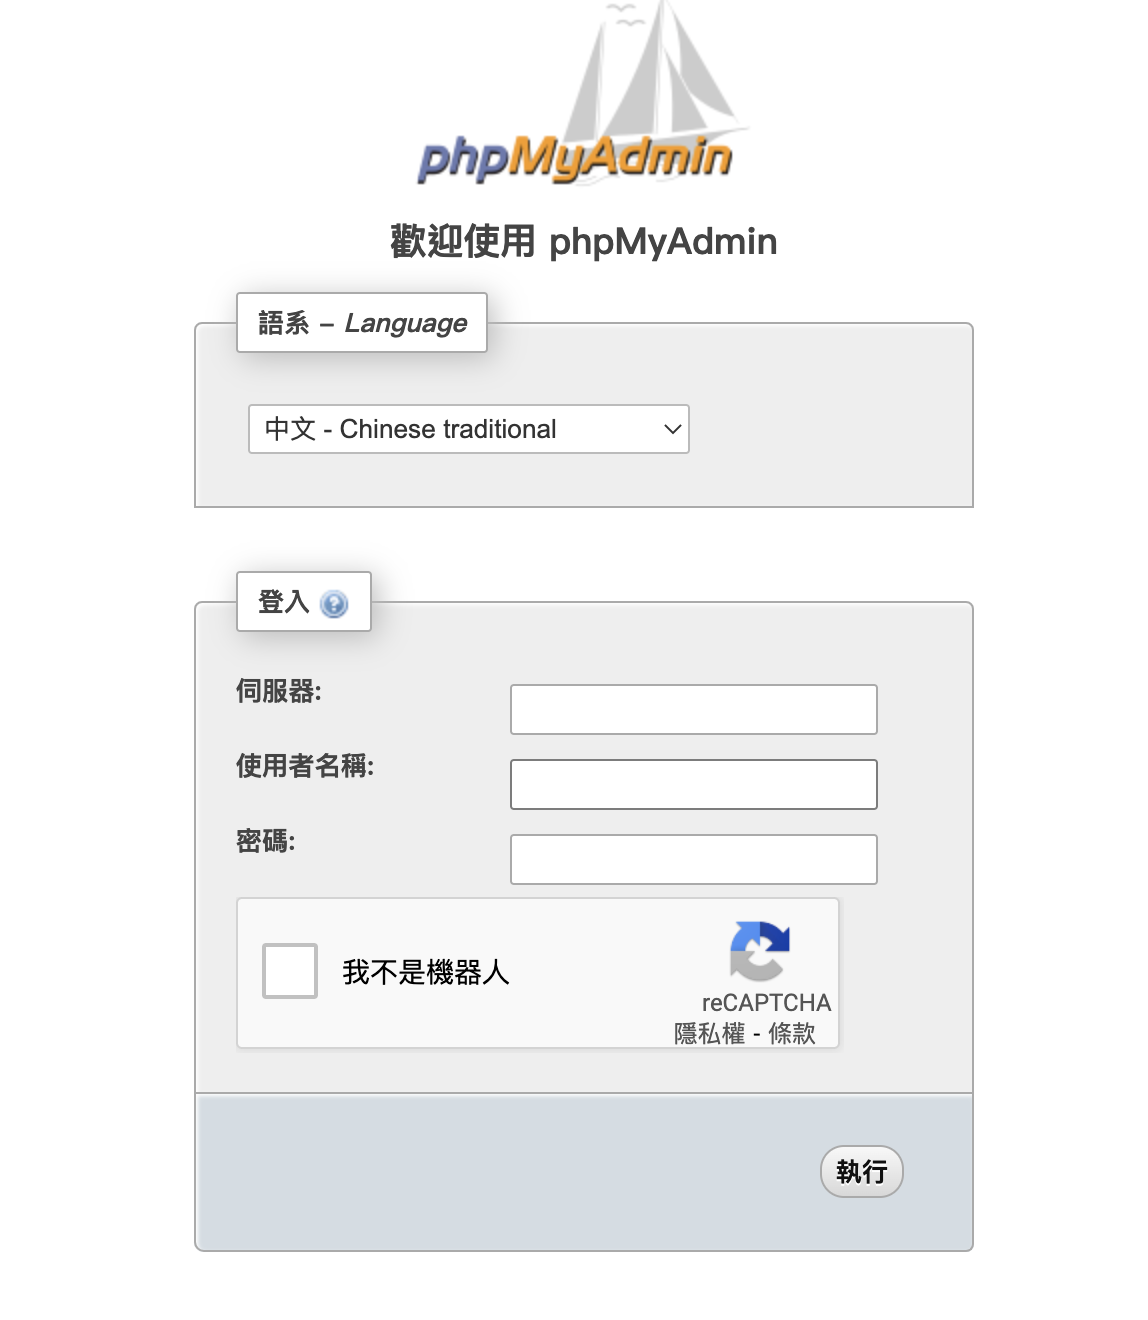 phpMyAdmin
歡迎使用 phpMyAdmin
語系 – Language
中文 - Chinese traditional
登入
伺服器:
使用者名稱:
密碼:
我不是機器人
reCAPTCHA
隱私權 - 條款
執行